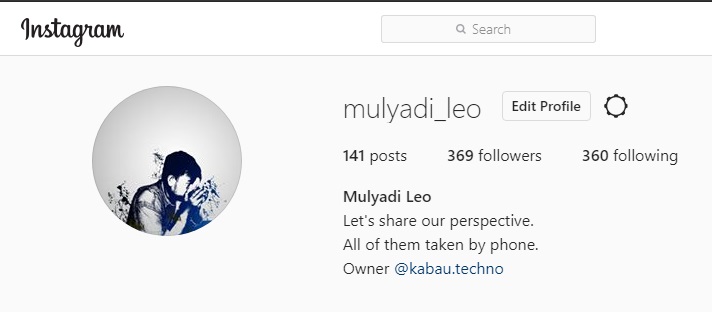 Instagram
Search
mulyadi_leo Edit Profile
141 posts 369 followers 360 following
Mulyadi Leo
Let's share our perspective.
All of them taken by phone.
Owner @kabau.techno